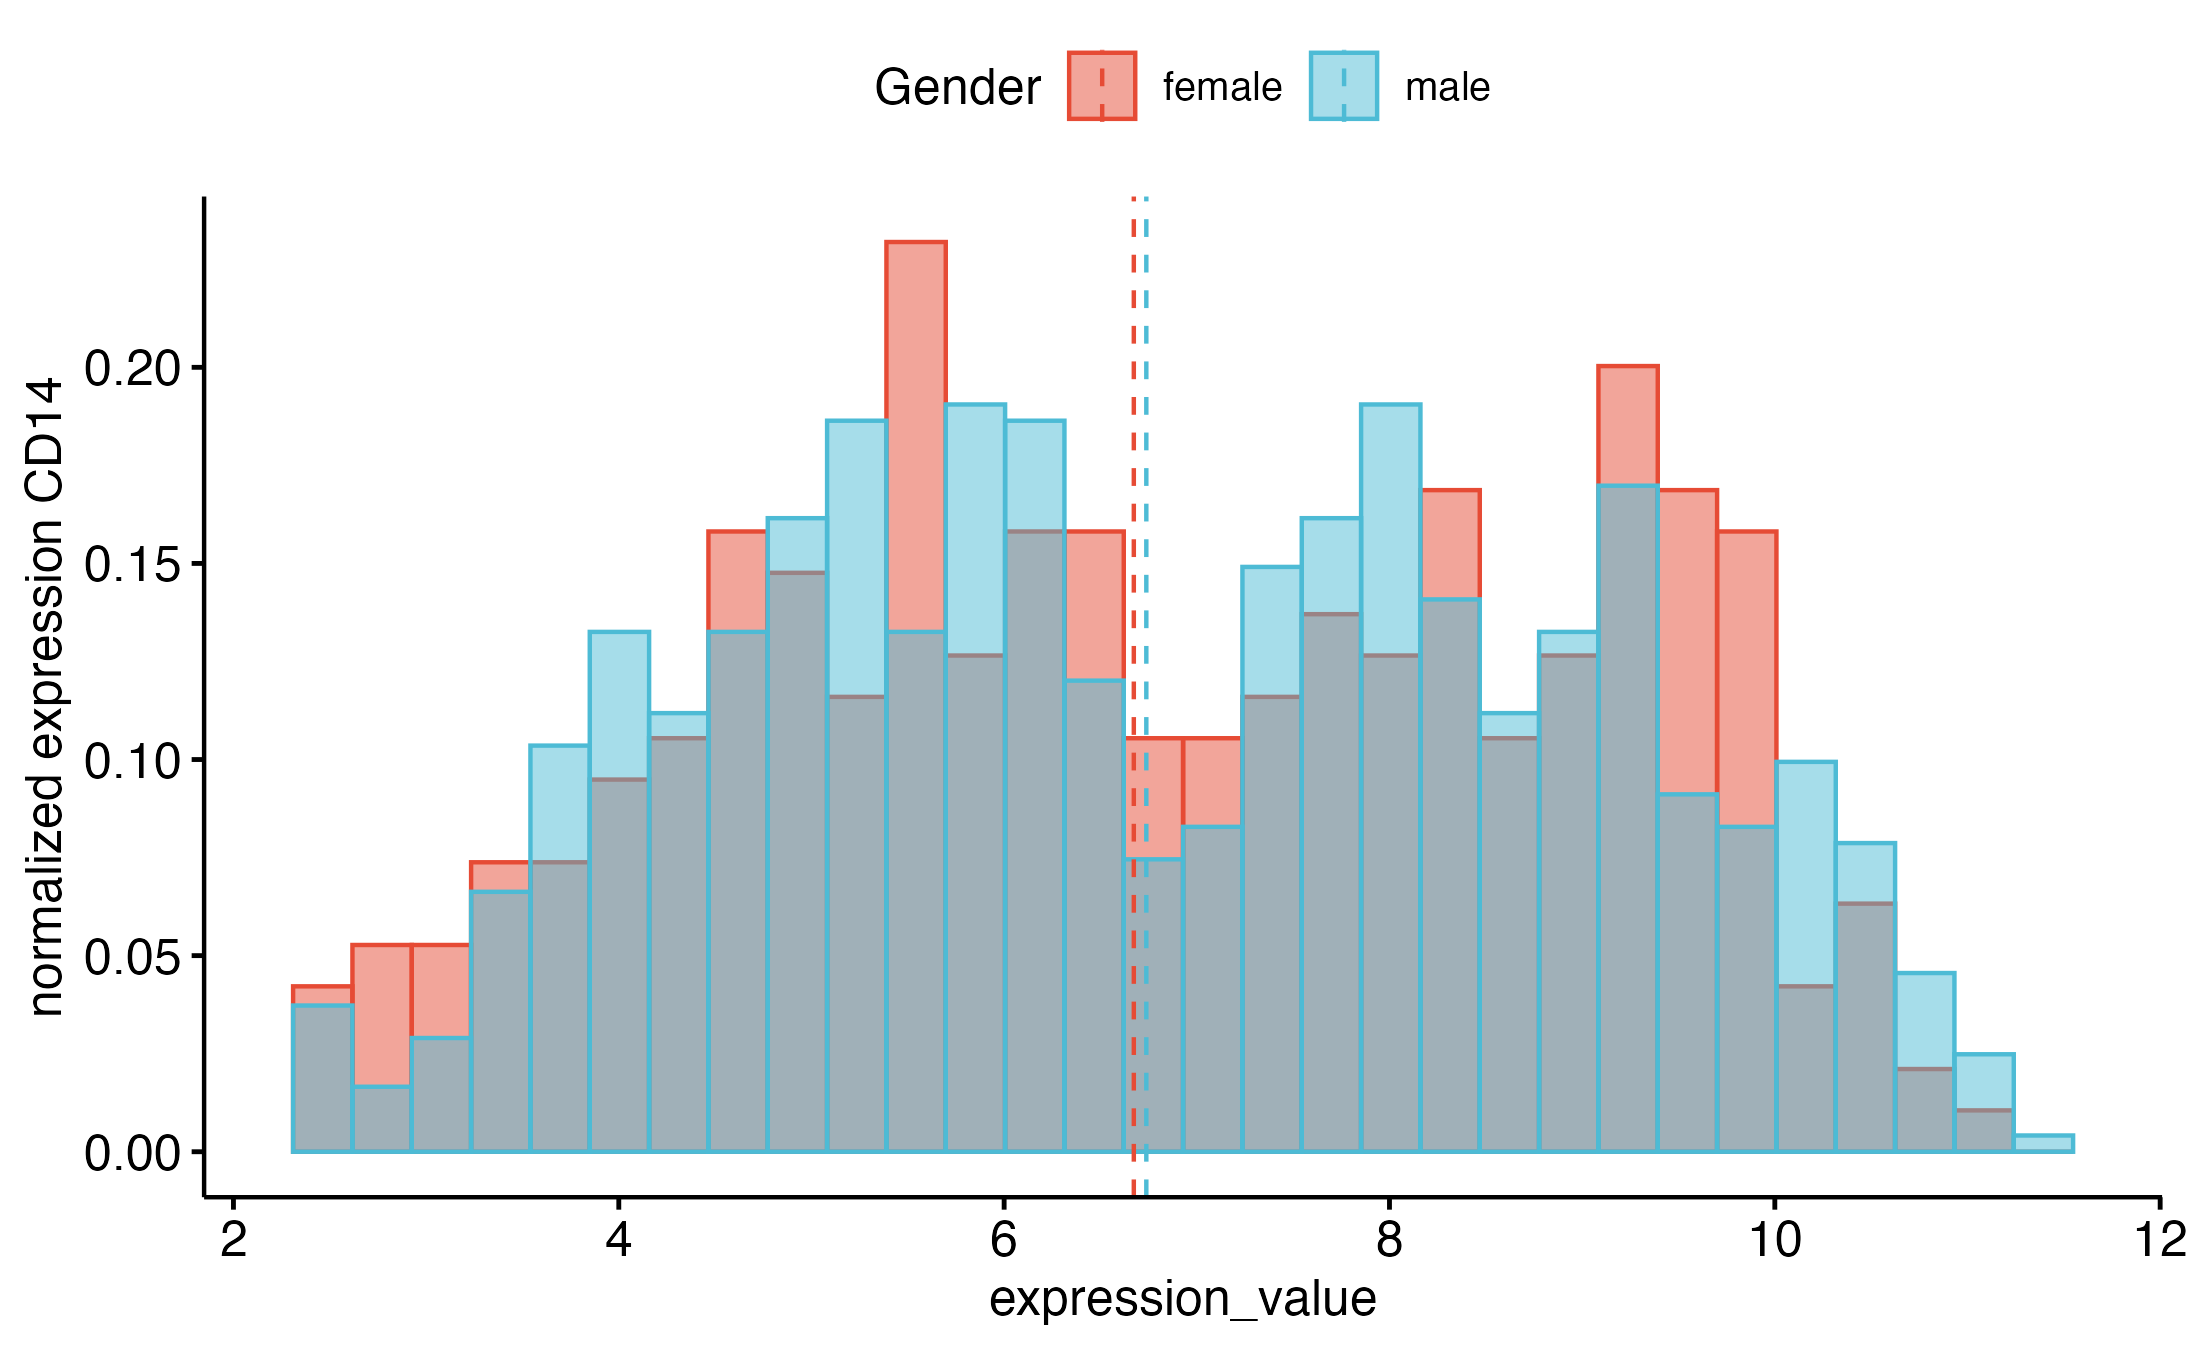 Gender female male
normalized expression CD14
0.20
0.15
0.10
0.05
0.00
2 4 6 8 10 12
expression_value